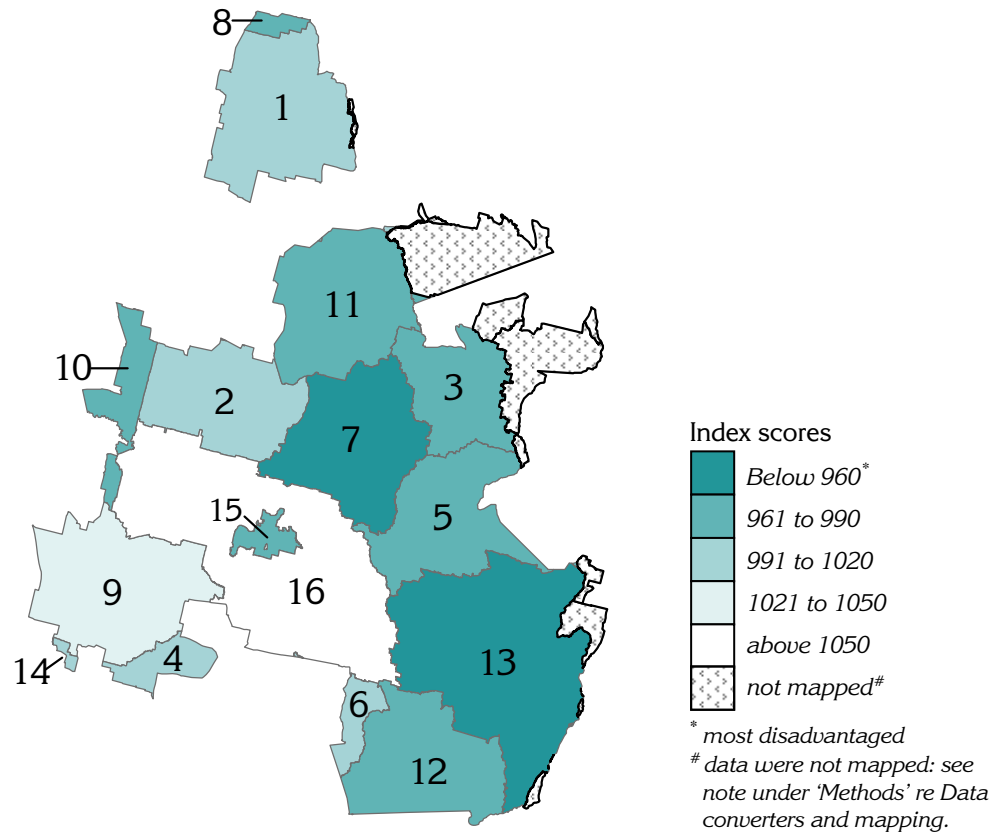 8
1
11
10
2
3
7
15
5
9
16
14
4
13
6
12
Index scores
Below 960*
961 to 990
991 to 1020
1021 to 1050
above 1050
not mapped#
* most disadvantaged
# data were not mapped: see
note under ‘Methods’ re Data
converters and mapping.